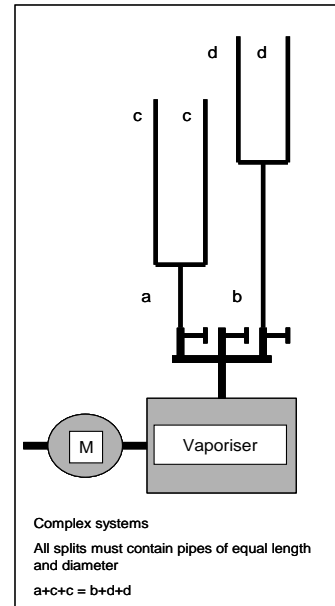 d d
c c
a b
M Vaporiser
Complex systems
All splits must contain pipes of equal length
and diameter
a+c+c = b+d+d